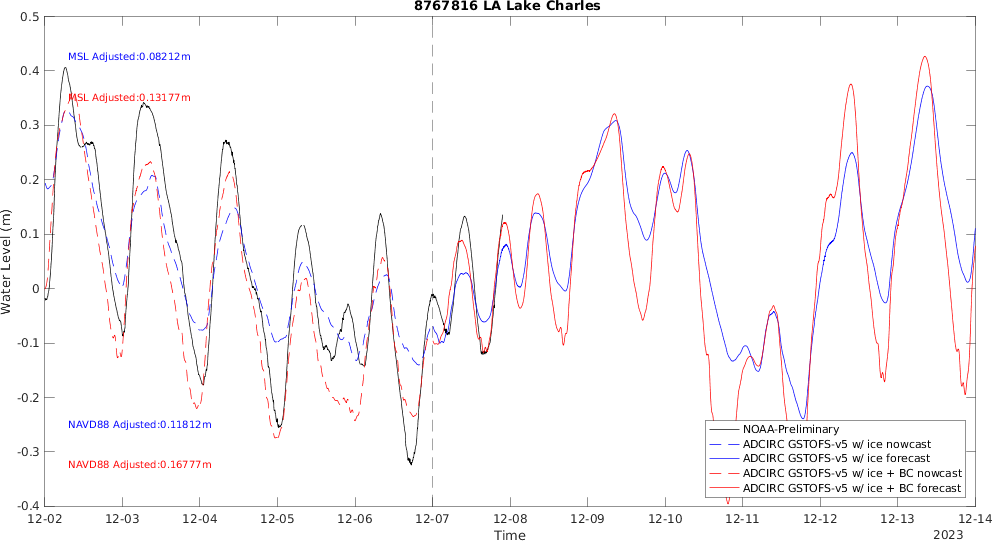 8767816 LA Lake Charles
0.5
0.4
0.3
0.2
0.1
0
-0.1
-0.2
-0.3
-0.4
Water Level (m)
MSL Adjusted:0.08212m
MSL Adjusted:0.13177m
NAVD88 Adjusted:0.11812m
NAVD88 Adjusted:0.16777m
NOAA-Preliminary
ADCIRC GSTOFS-v5 w/ ice nowcast
ADCIRC GSTOFS-v5 w/ ice forecast
ADCIRC GSTOFS-v5 w/ ice + BC nowcast
ADCIRC GSTOFS-v5 w/ ice + BC forecast
12-02 12-03 12-04 12-05 12-06 12-07 12-08 12-09 12-10 12-11 12-12 12-13 12-14
Time
2023